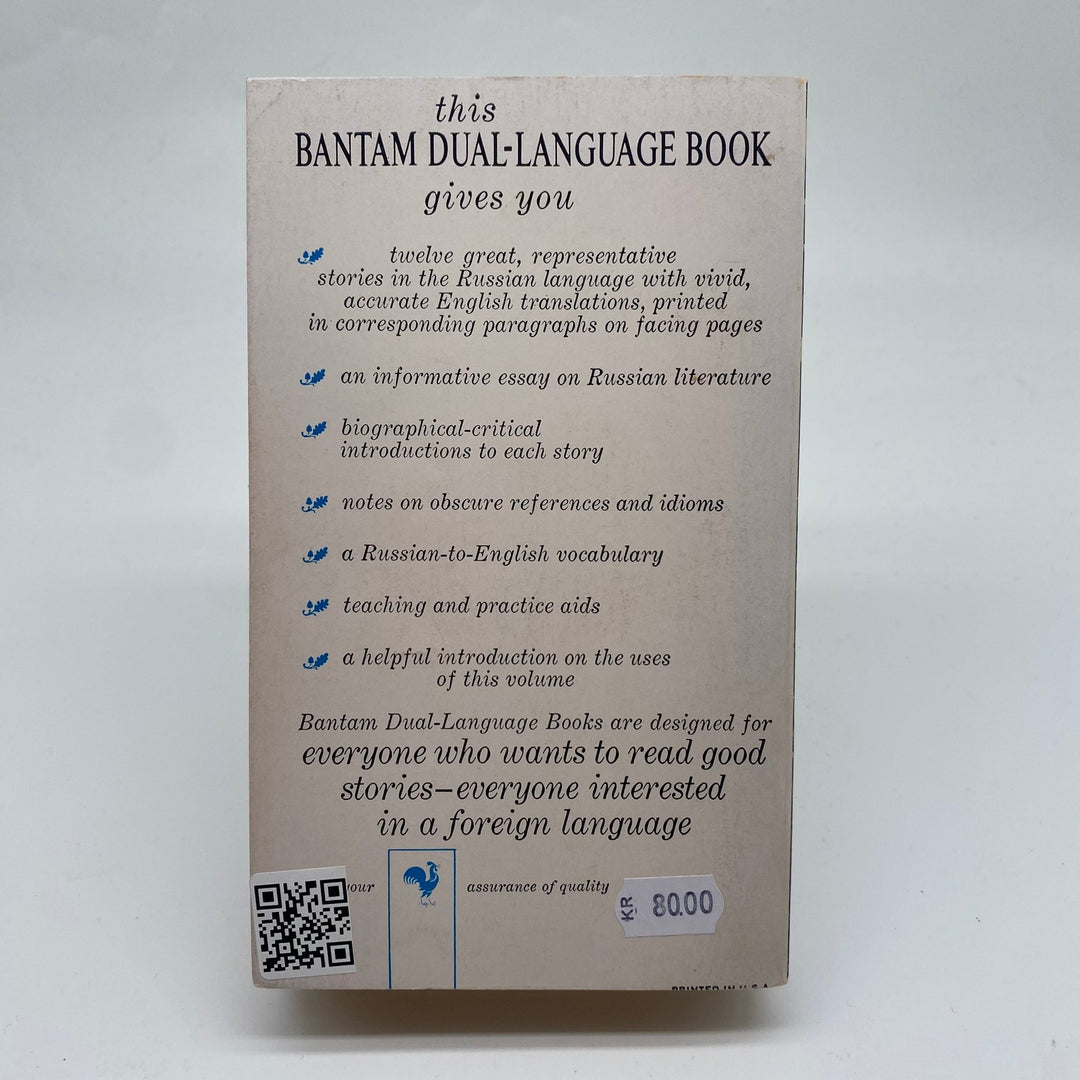 this
BANTAM DUAL-LANGUAGE BOOK
gives you
twelve great, representative
stories in the Russian language with vivid,
accurate English translations, printed
in corresponding paragraphs on facing pages
an informative essay on Russian literature
biographical-critical
introductions to each story
notes on obscure references and idioms
a Russian-to-English vocabulary
teaching and practice aids
a helpful introduction on the uses
of this volume
Bantam Dual-Language Books are designed for
everyone who wants to read good
stories—everyone interested
in a foreign language
your assurance of quality
KR 80.00
PRINTED IN U.S.A.